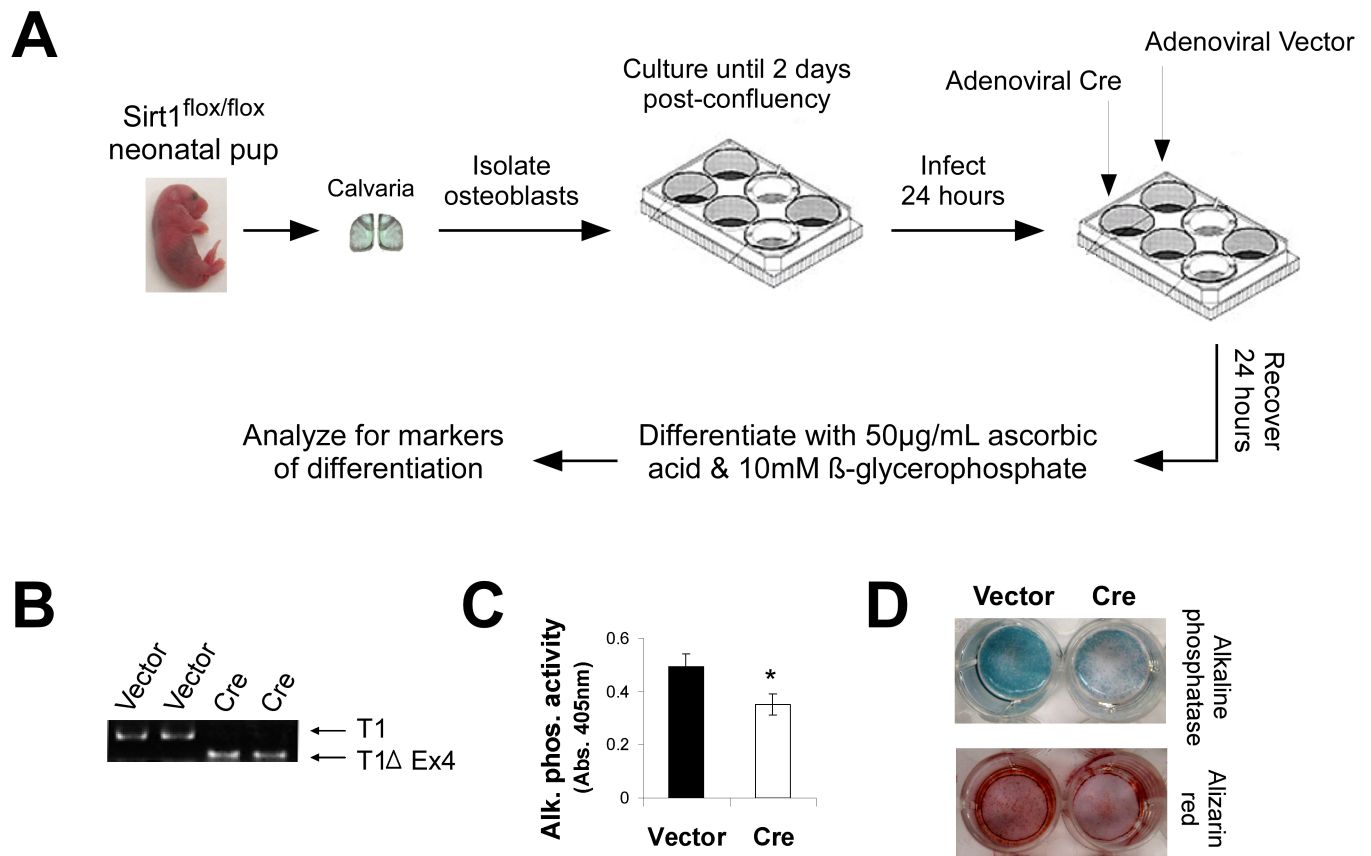 A
Sirt1flox/flox
neonatal pup
Calvaria
Isolate
osteoblasts
Culture until 2 days
post-confluency
Infect
24 hours
Adenoviral Cre
Adenoviral Vector
Recover
24 hours
Differentiate with 50µg/mL ascorbic
acid & 10mM ß-glycerophosphate
Analyze for markers
of differentiation
B
Vector
Vector
Cre
Cre
T1
T1Δ Ex4
C
Alk. phos. activity
(Abs. 405nm)
0.6
0.4
0.2
0
*
Vector
Cre
D
Vector
Cre
Alkaline
phosphatase
Alizarin
red